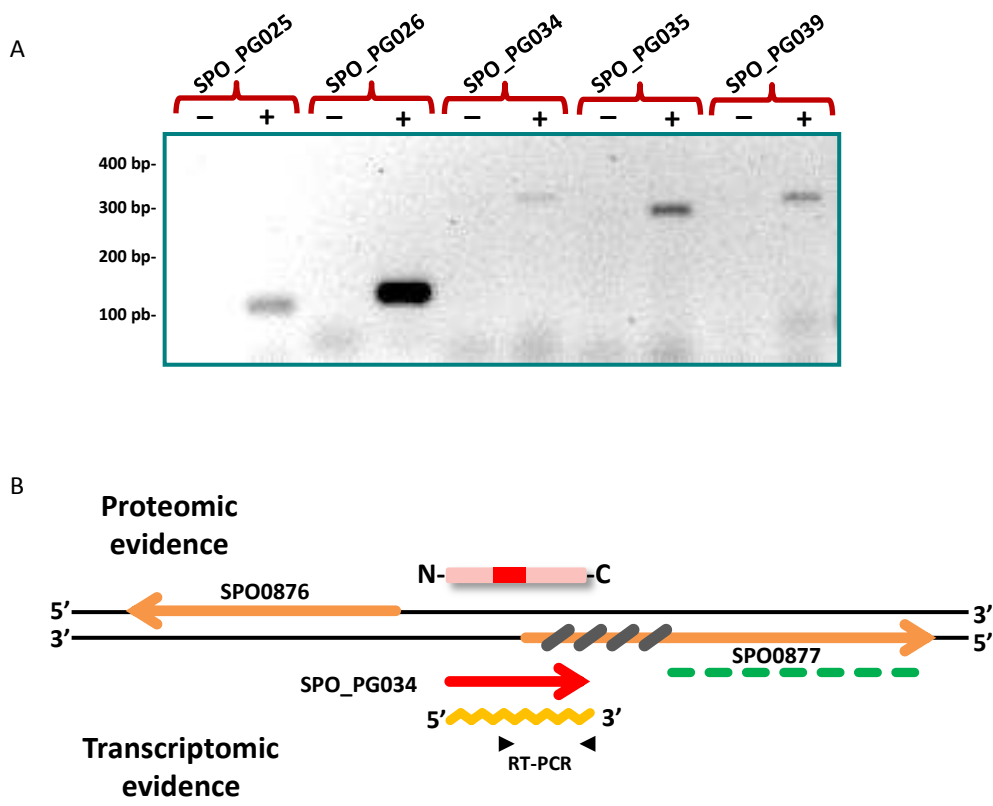 A
SPO_PG025 SPO_PG026 SPO_PG034 SPO_PG035 SPO_PG039
– + – + – + – + – +
400 bp-
300 bp-
200 bp-
100 pb-
B
Proteomic
evidence
N- -C
SPO0876
5’ 3’
3’ 5’
SPO0877
SPO_PG034
5’ 3’
RT-PCR
Transcriptomic
evidence